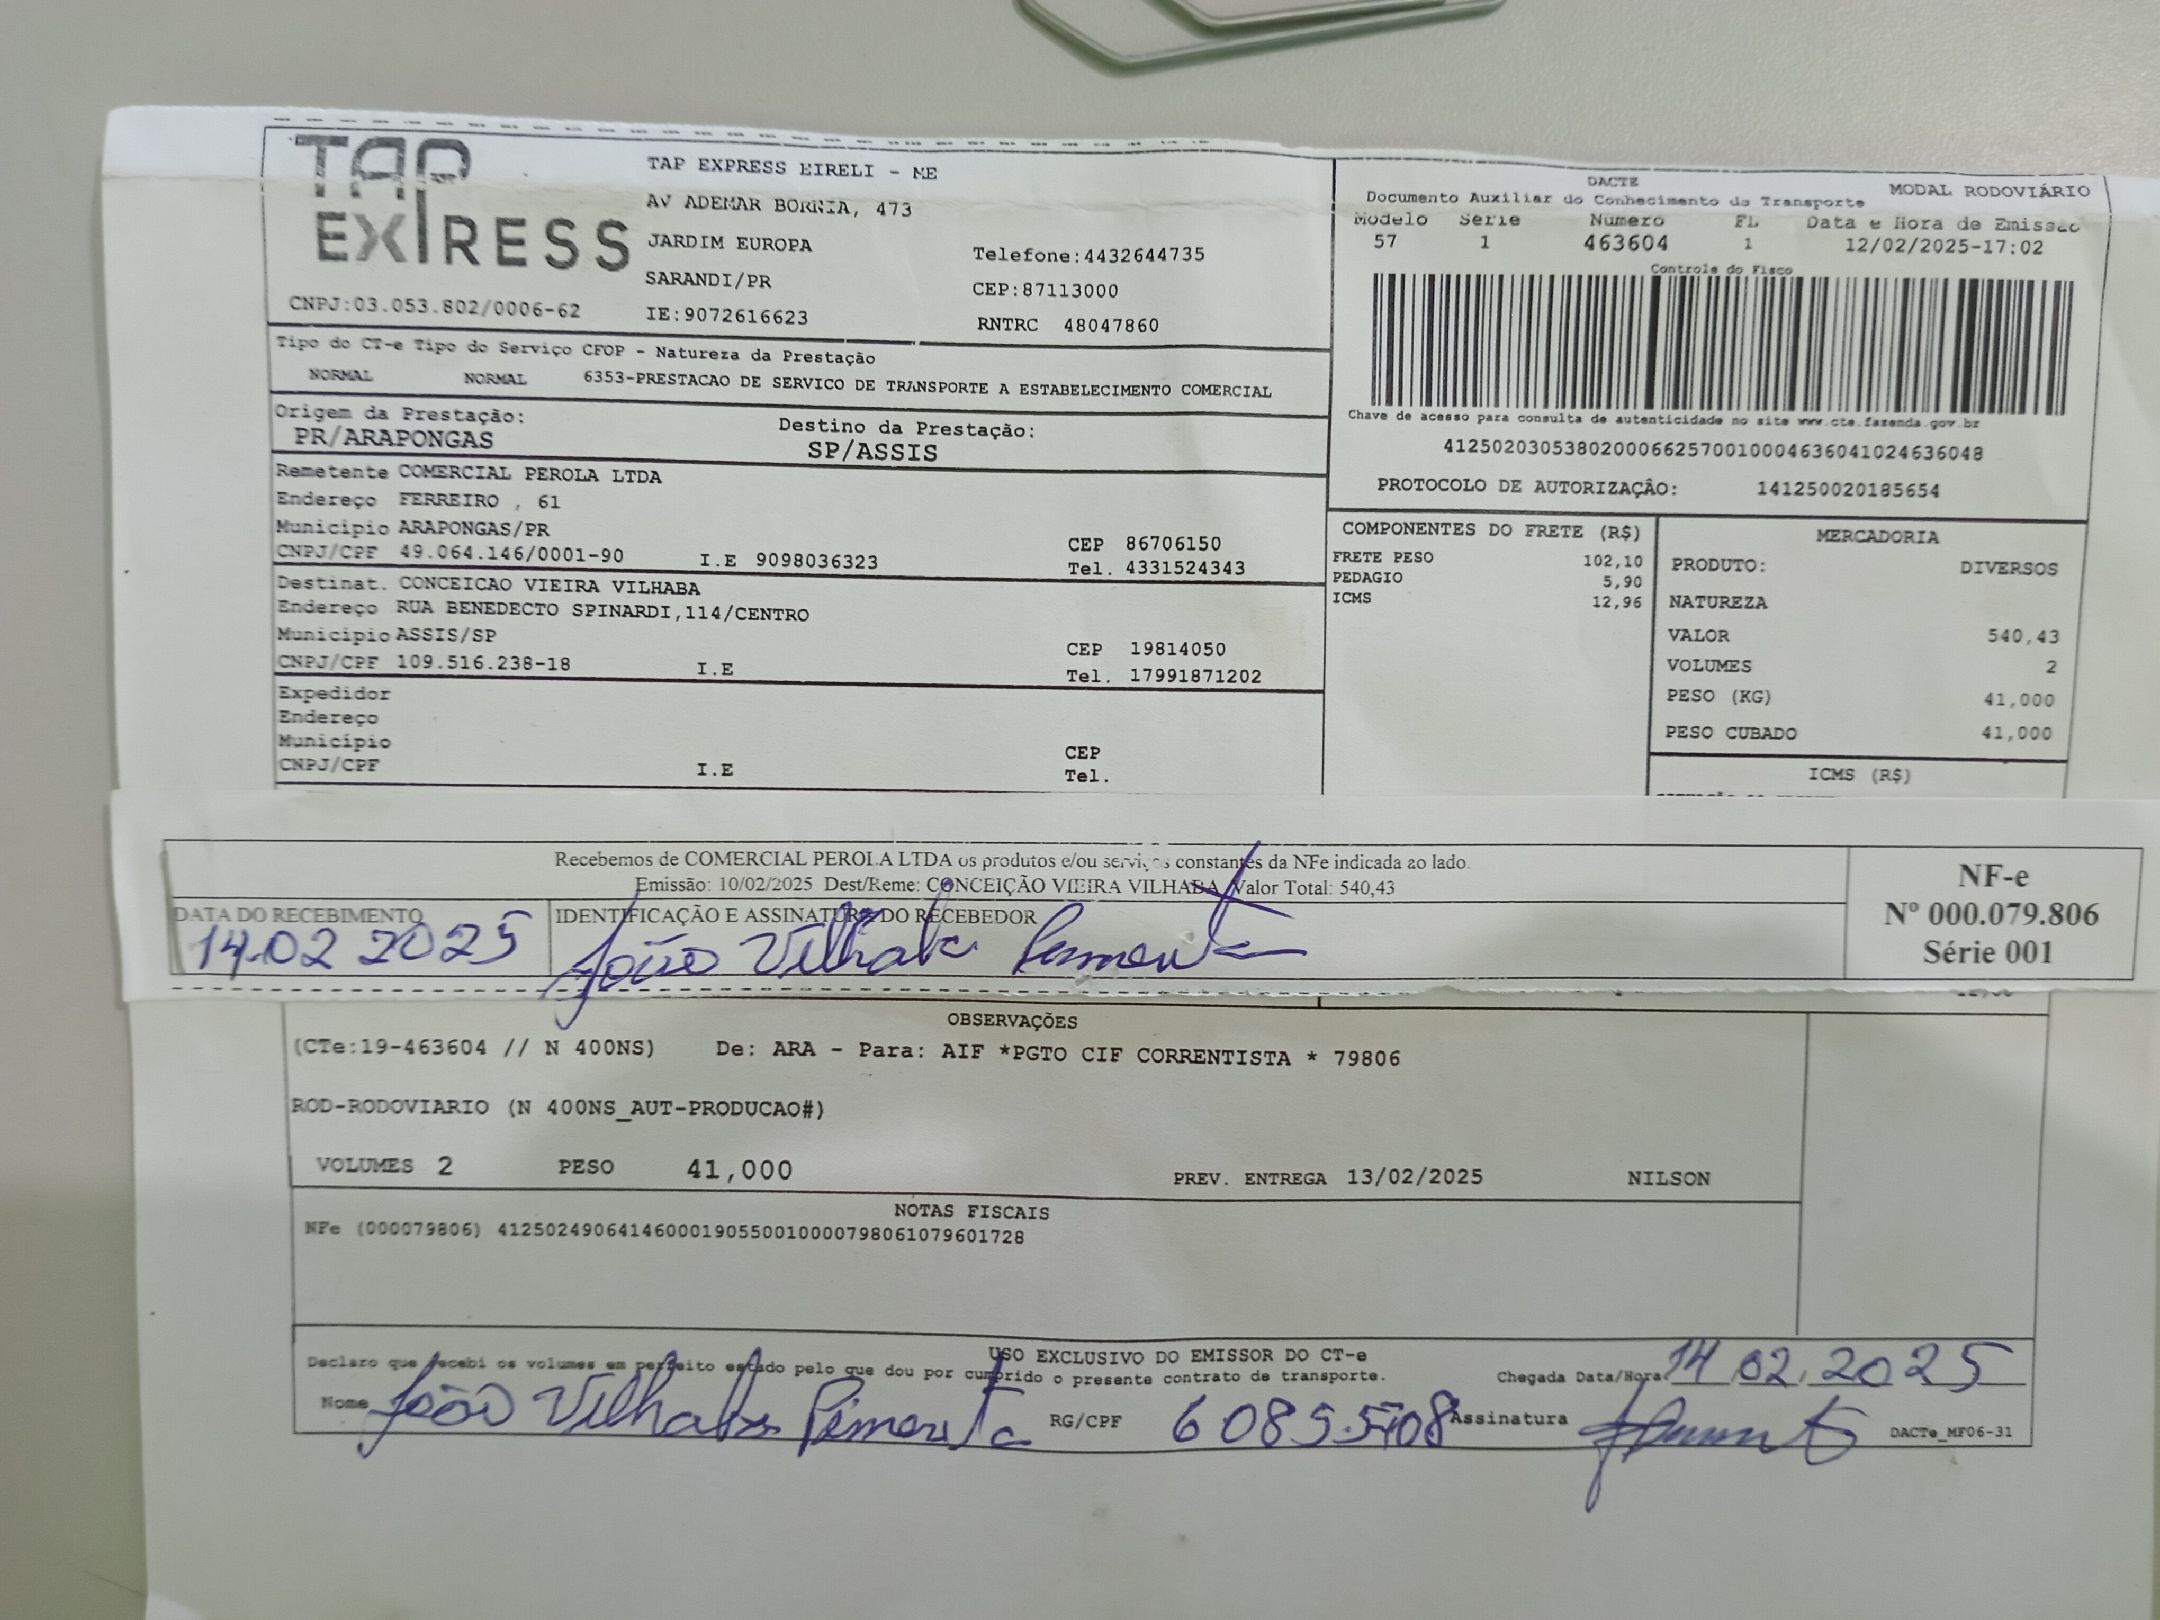 TAP EXPRESS
TAP EXPRESS EIRELI - ME
AV ADEMAR BORNIA, 473
JARDIM EUROPA
Telefone:4432644735
SARANDI/PR
CEP:87113000
CNPJ:03.053.802/0006-62
IE:9072616623
RNTRC 48047860
DACTE
MODAL RODOVIÁRIO
Documento Auxiliar do Conhecimento de Transporte
Modelo Serie Numero FL Data e Hora de Emissao
57 1 463604 1 12/02/2025-17:02
Controle do Fisco
Chave de acesso para consulta de autenticidade no site www.cte.fazenda.gov.br
41250203053802000662570010004636041024636048
PROTOCOLO DE AUTORIZAÇÂO: 141250020185654
Tipo do CT-e Tipo do Serviço CFOP - Natureza da Prestação
NORMAL NORMAL 6353-PRESTACAO DE SERVICO DE TRANSPORTE A ESTABELECIMENTO COMERCIAL
Origem da Prestação: Destino da Prestação:
PR/ARAPONGAS SP/ASSIS
Remetente COMERCIAL PEROLA LTDA
Endereço FERREIRO , 61
Municipio ARAPONGAS/PR CEP 86706150
CNPJ/CPF 49.064.146/0001-90 I.E 9098036323 Tel. 4331524343
Destinat. CONCEICAO VIEIRA VILHABA
Endereco RUA BENEDECTO SPINARDI,114/CENTRO
Municipio ASSIS/SP CEP 19814050
CNPJ/CPF 109.516.238-18 I.E Tel. 17991871202
Expedidor
Endereço
Município CEP
CNPJ/CPF I.E Tel.
COMPONENTES DO FRETE (R$)
FRETE PESO 102,10
PEDAGIO 5,90
ICMS 12,96
MERCADORIA
PRODUTO: DIVERSOS
NATUREZA
VALOR 540,43
VOLUMES 2
PESO (KG) 41,000
PESO CUBADO 41,000
ICMS (R$)
Recebemos de COMERCIAL PEROLA LTDA os produtos e/ou serviços constantes da NFe indicada ao lado.
Emissão: 10/02/2025 Dest/Reme: CONCEIÇÃO VIEIRA VILHABA Valor Total: 540,43
DATA DO RECEBIMENTO IDENTIFICAÇÃO E ASSINATURA DO RECEBEDOR
14.02 2025 João Vilhaba Pimenta
NF-e
Nº 000.079.806
Série 001
OBSERVAÇÕES
(CTe:19-463604 // N 400NS) De: ARA - Para: AIF *PGTO CIF CORRENTISTA * 79806
ROD-RODOVIARIO (N 400NS_AUT-PRODUCAO#)
VOLUMES 2 PESO 41,000 PREV. ENTREGA 13/02/2025 NILSON
NOTAS FISCAIS
NFe (000079806) 41250249064146000190550010000798061079601728
USO EXCLUSIVO DO EMISSOR DO CT-e
Declaro que recebi os volumes em perfeito estado pelo que dou por cumprido o presente contrato de transporte.
Chegada Data/Hora 14 02.2025
Nome João Vilhaba Pimenta RG/CPF 60855708 Assinatura
DACTe_MF06-31